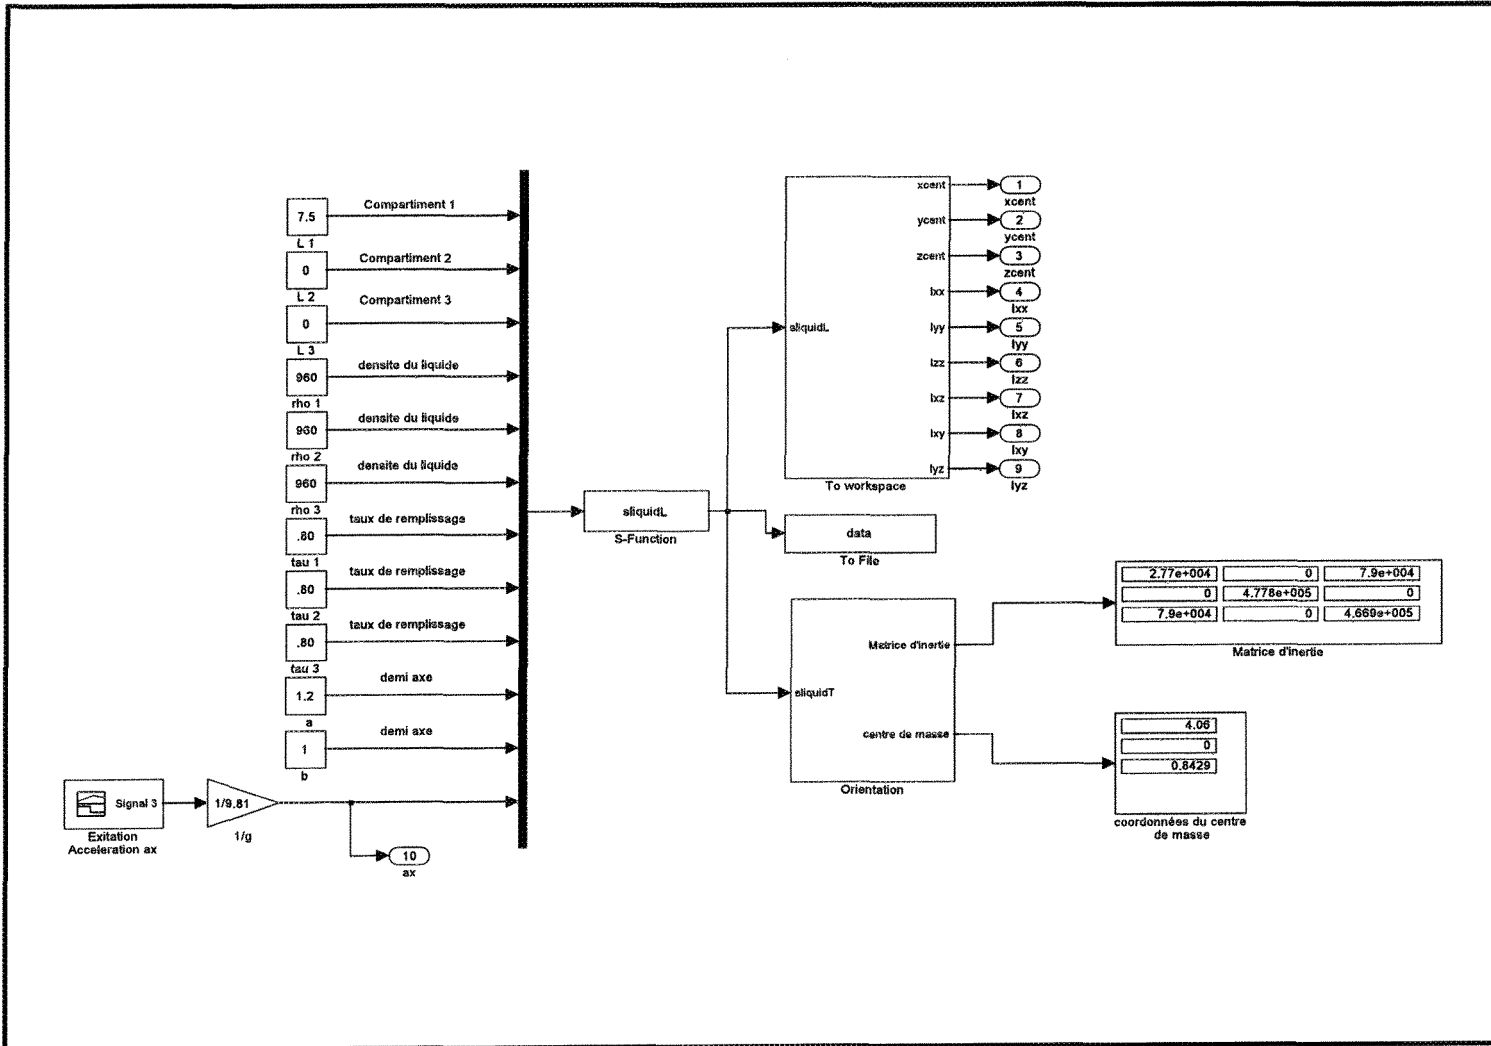 7.5
Compartiment 1
L 1
0
Compartiment 2
L 2
0
Compartiment 3
L 3
960
densite du liquide
rho 1
960
densite du liquide
rho 2
960
densite du liquide
rho 3
.80
taux de remplissage
tau 1
.80
taux de remplissage
tau 2
.80
taux de remplissage
tau 3
1.2
demi axe
a
1
demi axe
b
Signal 3
Exitation
Acceleration ax
1/9.81
1/g
10
ax
sliquidL
S-Function
sliquidL
xcent
ycent
zcent
Ixx
Iyy
Izz
Ixz
Ixy
Iyz
To workspace
1
xcent
2
ycent
3
zcent
4
Ixx
5
Iyy
6
Izz
7
Ixz
8
Ixy
9
Iyz
data
To File
sliquidT
Matrice d'inertie
centre de masse
Orientation
2.77e+004 0 7.9e+004
0 4.778e+005 0
7.9e+004 0 4.669e+005
Matrice d'inertie
4.06
0
0.8429
coordonnées du centre
de masse